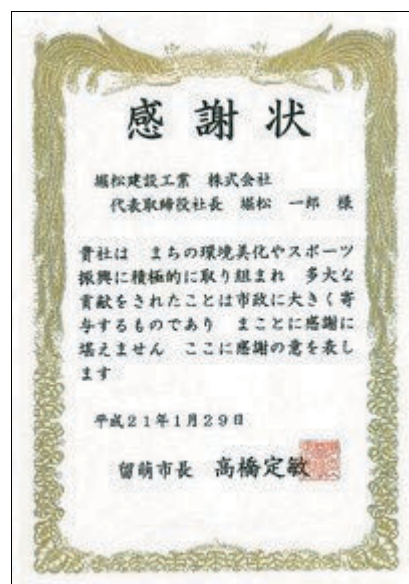 感謝状
堀松建設工業 株式会社
代表取締役社長 堀松 一郎 様
貴社は まちの環境美化やスポーツ
振興に積極的に取り組まれ 多大な
貢献をされたことは市政に大きく寄
与するものであり まことに感謝に
堪えません ここに感謝の意を表し
ます
平成21年1月29日
留萌市長 高橋定敏